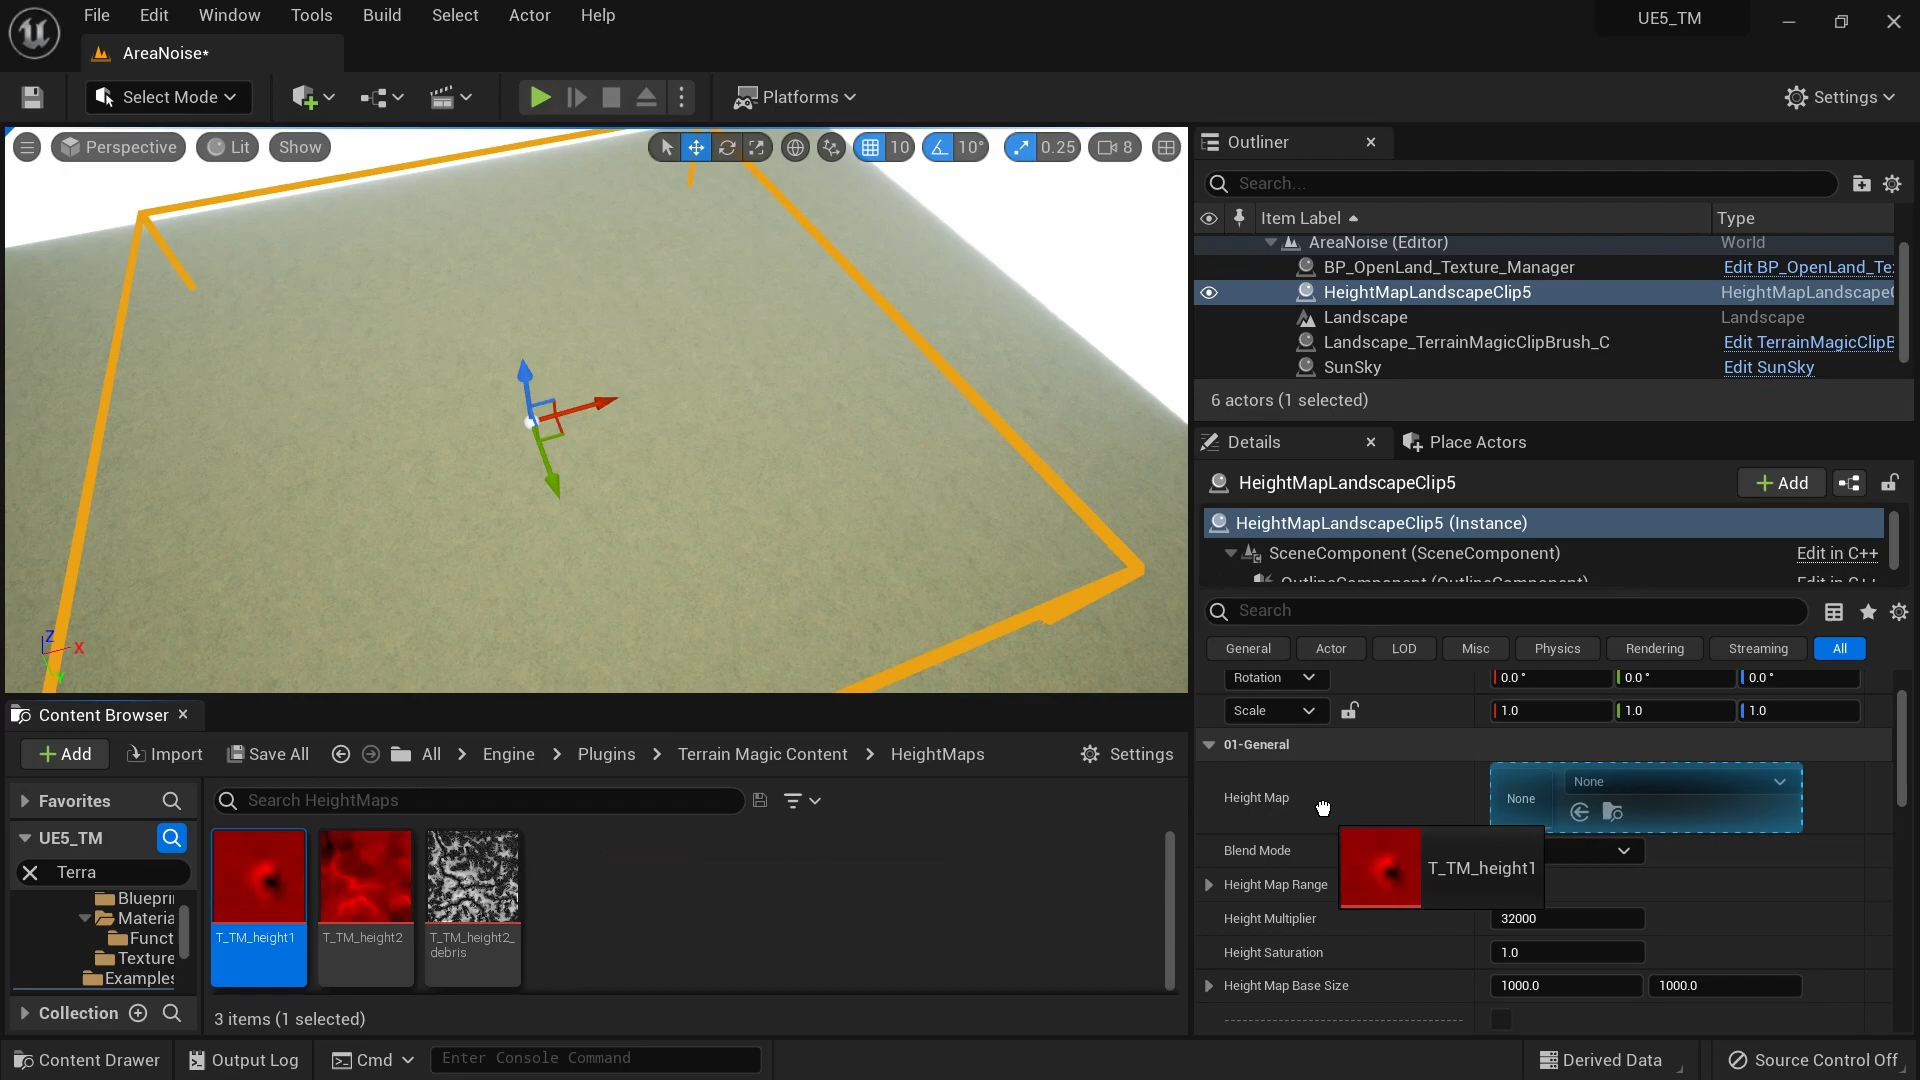 File Edit Window Tools Build Select Actor Help
UE5_TM
AreaNoise*
Select Mode
Platforms
Settings
Perspective Lit Show
10 10° 0.25 8
Z
X
Y
Outliner
Search...
Item Label Type
AreaNoise (Editor) World
BP_OpenLand_Texture_Manager Edit BP_OpenLand_Te
HeightMapLandscapeClip5 HeightMapLandscape
Landscape Landscape
Landscape_TerrainMagicClipBrush_C Edit TerrainMagicClipB
SunSky Edit SunSky
6 actors (1 selected)
Details Place Actors
HeightMapLandscapeClip5 Add
HeightMapLandscapeClip5 (Instance)
SceneComponent (SceneComponent) Edit in C++
OutlineComponent (OutlineComponent) Edit in C++
Search
General Actor LOD Misc Physics Rendering Streaming All
Rotation 0.0° 0.0° 0.0°
Scale 1.0 1.0 1.0
01-General
Height Map None None
Blend Mode
T_TM_height1
Height Map Range
Height Multiplier 32000
Height Saturation 1.0
Height Map Base Size 1000.0 1000.0
Content Browser
Add Import Save All All > Engine > Plugins > Terrain Magic Content > HeightMaps Settings
Favorites
Search HeightMaps
UE5_TM
Terra
Blueprin
Materia
Funct
Texture
Examples
Collection
T_TM_height1
T_TM_height2
T_TM_height2_
debris
3 items (1 selected)
Content Drawer Output Log Cmd Enter Console Command Derived Data Source Control Off